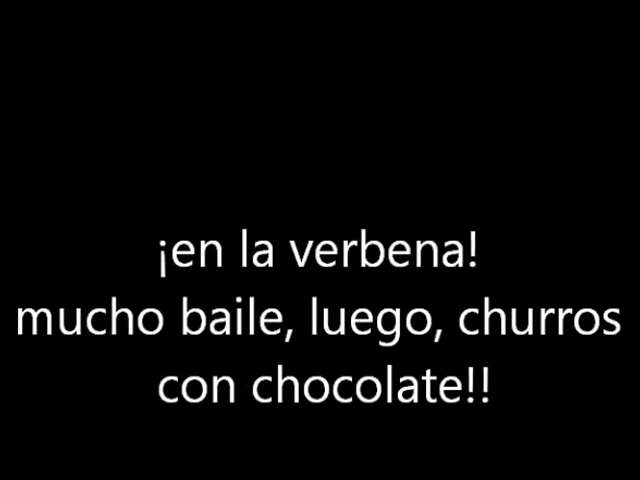 ¡en la verbena!
mucho baile, luego, churros
con chocolate!!